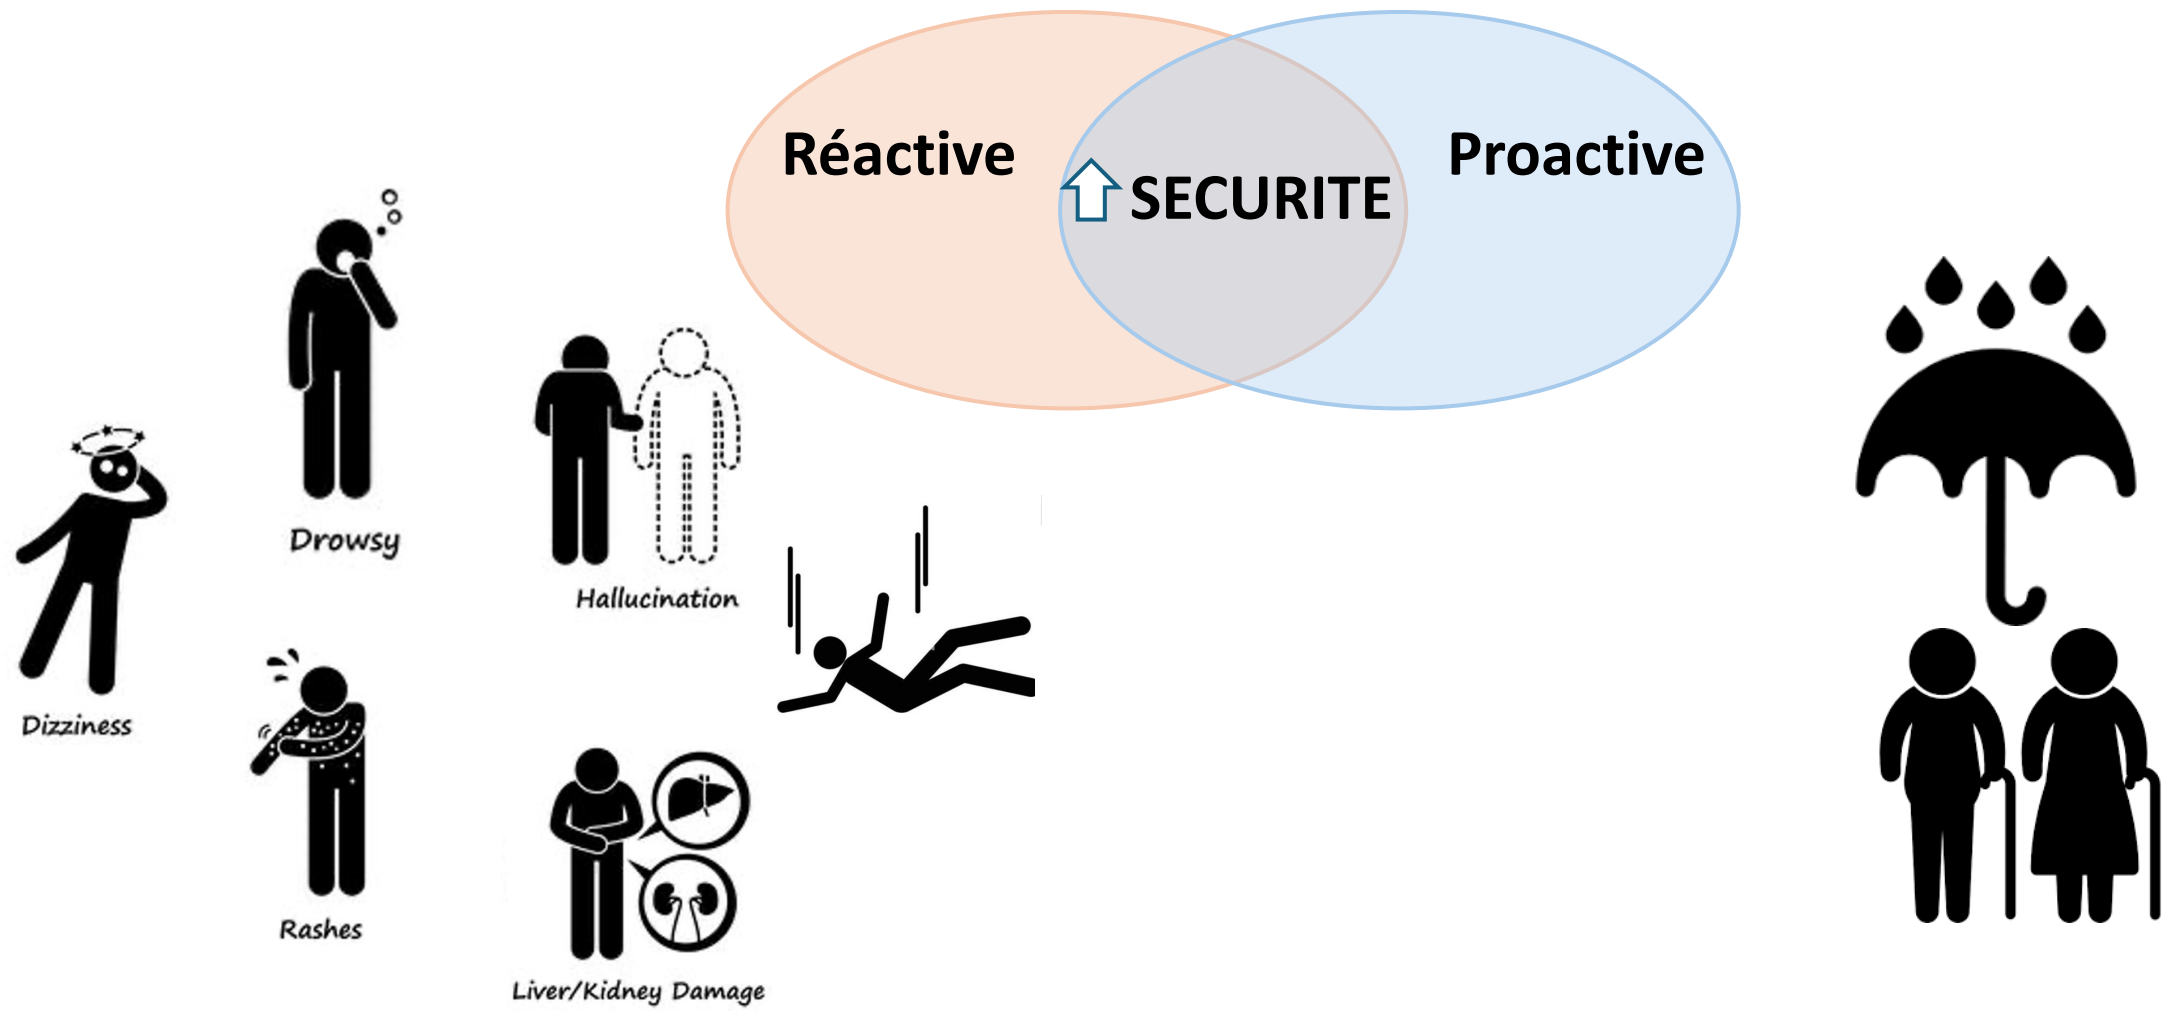 Réactive
SECURITE
Proactive
Drowsy
Hallucination
Dizziness
Rashes
Liver/Kidney Damage